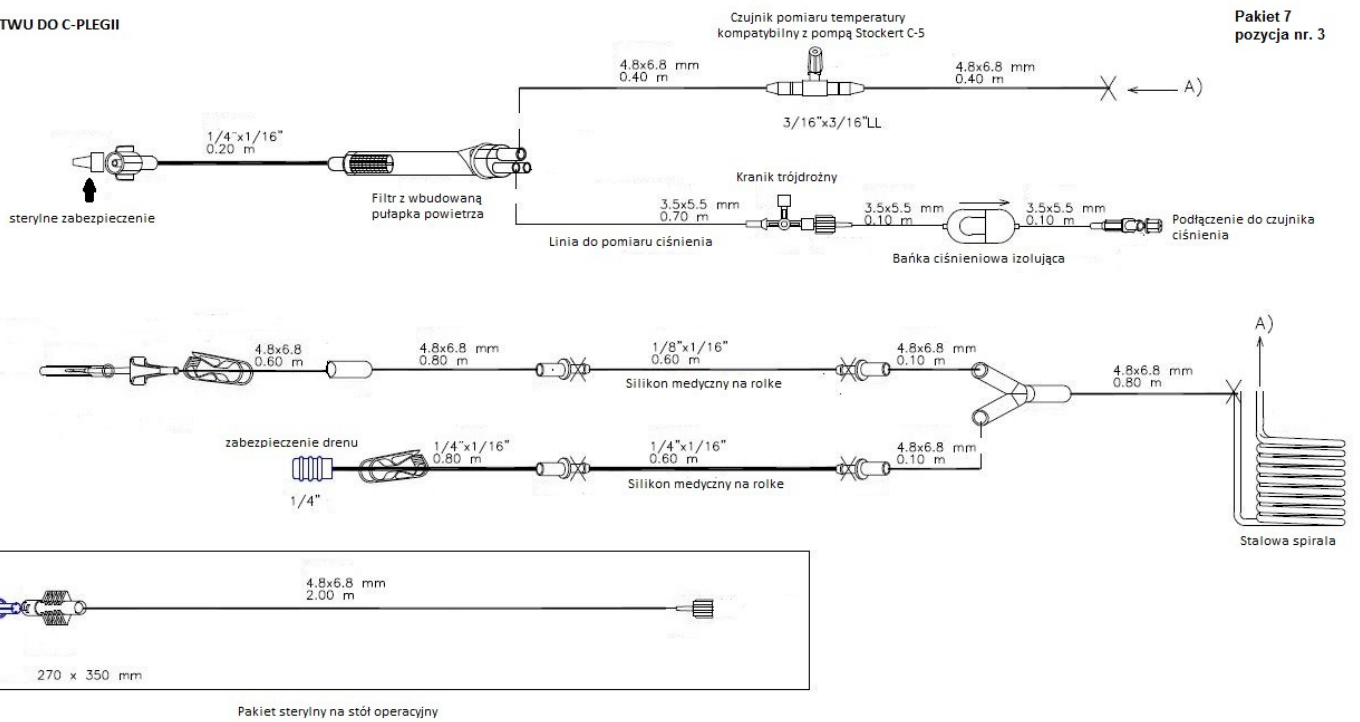 TWU DO C-PLEGII
Pakiet 7
pozycja nr. 3
Czujnik pomiaru temperatury
kompatybilny z pompą Stockert C-5
4.8x6.8 mm
0.40 m
4.8x6.8 mm
0.40 m
A)
3/16"x3/16"LL
1/4"x1/16"
0.20 m
sterylne zabezpieczenie
Filtr z wbudowaną
pułapka powietrza
Kranik trójdrożny
3.5x5.5 mm
0.70 m
3.5x5.5 mm
0.10 m
3.5x5.5 mm
0.10 m
Podłączenie do czujnika
ciśnienia
Linia do pomiaru ciśnienia
Bańka ciśnieniowa izolująca
A)
4.8x6.8
0.60 m
4.8x6.8 mm
0.80 m
1/8"x1/16"
0.60 m
Silikon medyczny na rolke
4.8x6.8 mm
0.10 m
4.8x6.8 mm
0.80 m
zabezpieczenie drenu
1/4"
1/4"x1/16"
0.80 m
1/4"x1/16"
0.60 m
Silikon medyczny na rolke
4.8x6.8 mm
0.10 m
Stalowa spirala
4.8x6.8 mm
2.00 m
270 x 350 mm
Pakiet sterylny na stół operacyjny